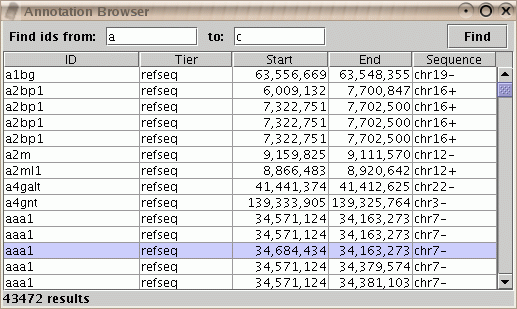 Annotation Browser
Find ids from: a to: c Find
ID Tier Start End Sequence
a1bg refseq 63,556,669 63,548,355 chr19-
a2bp1 refseq 6,009,132 7,700,847 chr16+
a2bp1 refseq 7,322,751 7,702,500 chr16+
a2bp1 refseq 7,322,751 7,702,500 chr16+
a2bp1 refseq 7,322,751 7,702,500 chr16+
a2m refseq 9,159,825 9,111,570 chr12-
a2ml1 refseq 8,866,483 8,920,642 chr12+
a4galt refseq 41,441,374 41,412,625 chr22-
a4gnt refseq 139,333,905 139,325,764 chr3-
aaa1 refseq 34,571,124 34,163,273 chr7-
aaa1 refseq 34,571,124 34,163,273 chr7-
aaa1 refseq 34,684,434 34,163,273 chr7-
aaa1 refseq 34,571,124 34,379,574 chr7-
aaa1 refseq 34,571,124 34,381,103 chr7-
43472 results